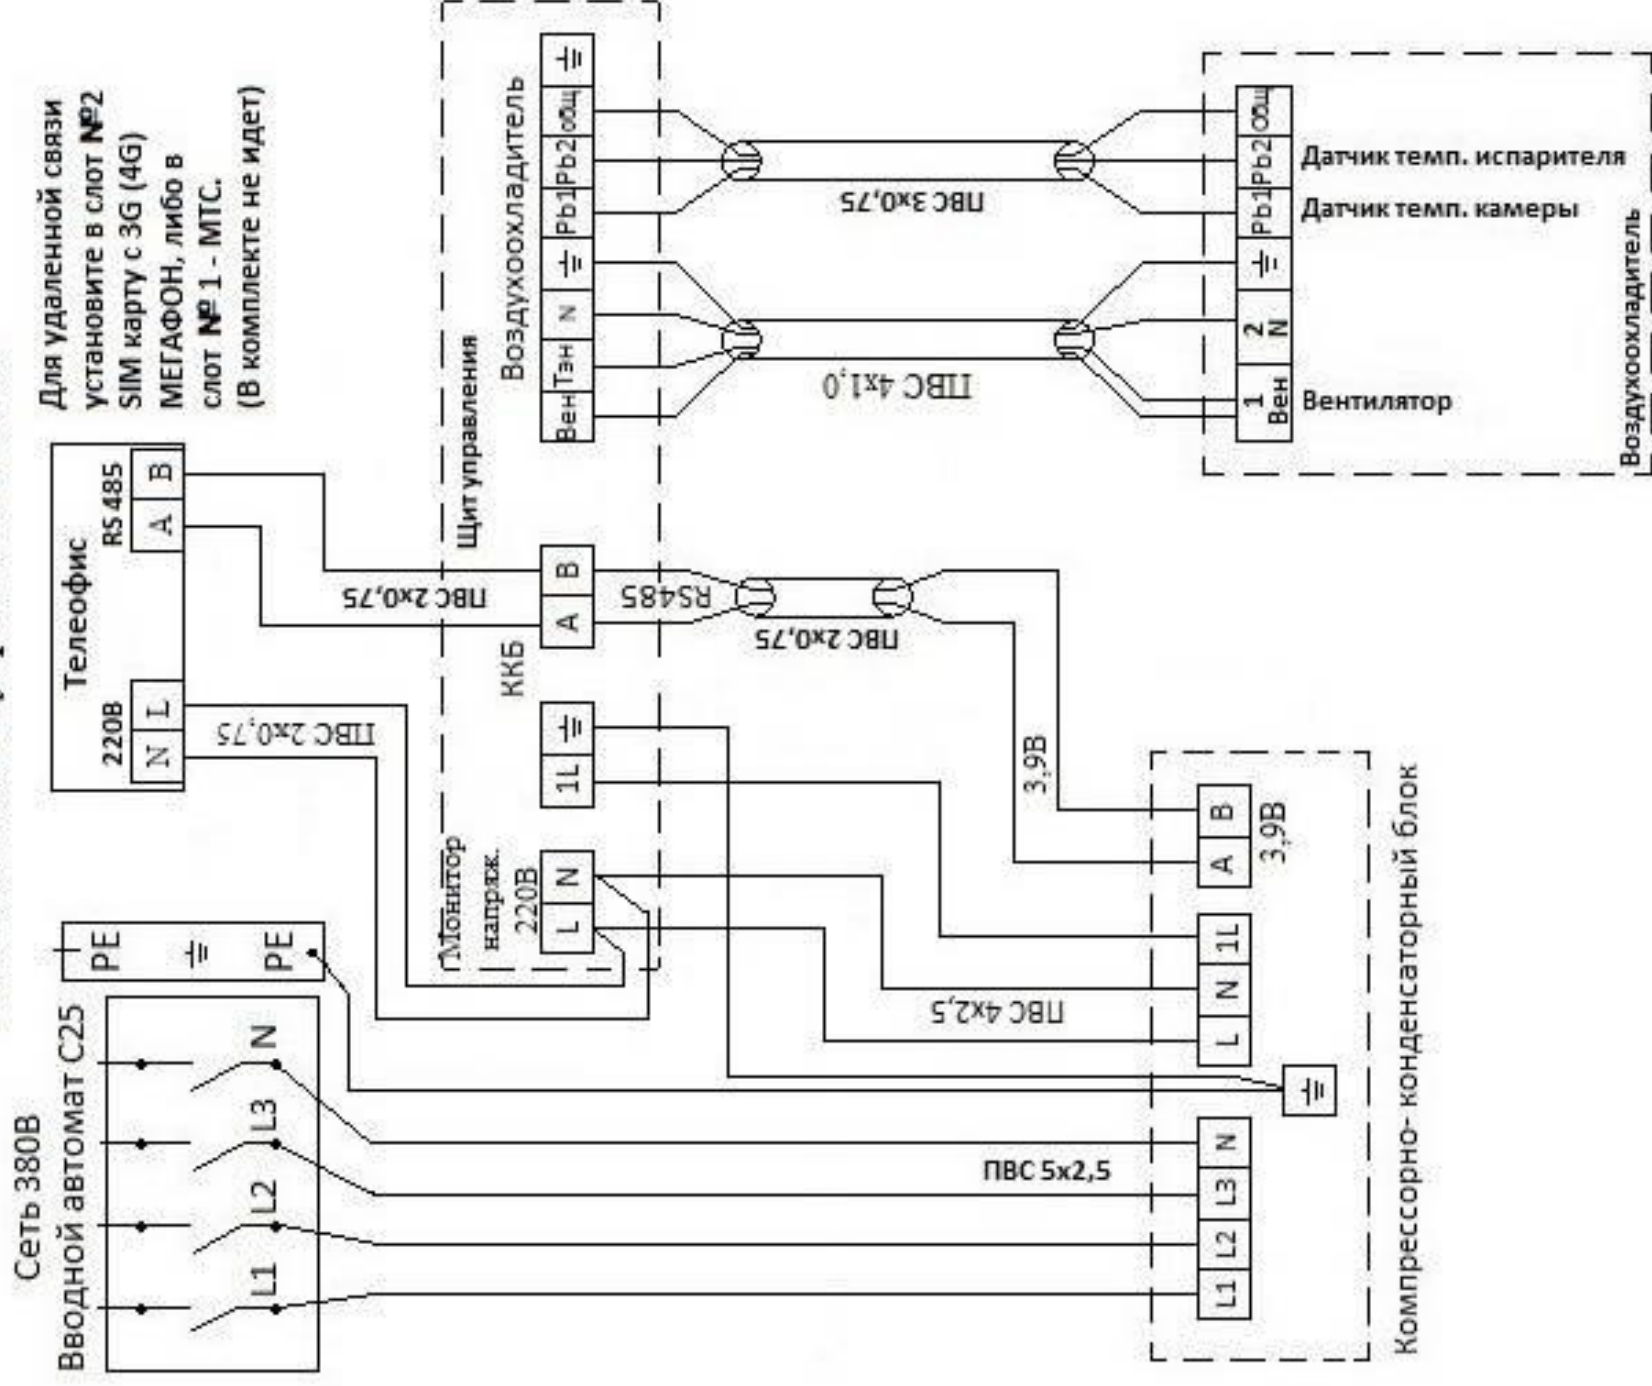 Сеть 380В
Вводной автомат С25
L1
L2
L3
N
PE
PE
Телеофис
220В
N
L
RS 485
A
B
Для удаленной связи
установите в слот №2
SIM карту с 3G (4G)
МЕГАФОН, либо в
слот № 1 - МТС.
(В комплекте не идет)
ПВС 2х0,75
ПВС 2х0,75
Щит управления
Монитор
напряж.
220В
L
N
1L
ККБ
A
B
RS485
Воздухоохладитель
Вен
Тэн
N
Pb1
Pb2
общ
ПВС 2х0,75
ПВС 4х1,0
ПВС 3х0,75
3,9В
ПВС 4х2,5
ПВС 5х2,5
L1
L2
L3
N
L
N
1L
A
B
3,9В
Компрессорно- конденсаторный блок
1
Вен
2
N
Pb1
Pb2
общ
Вентилятор
Датчик темп. камеры
Датчик темп. испарителя
Воздухоохладитель